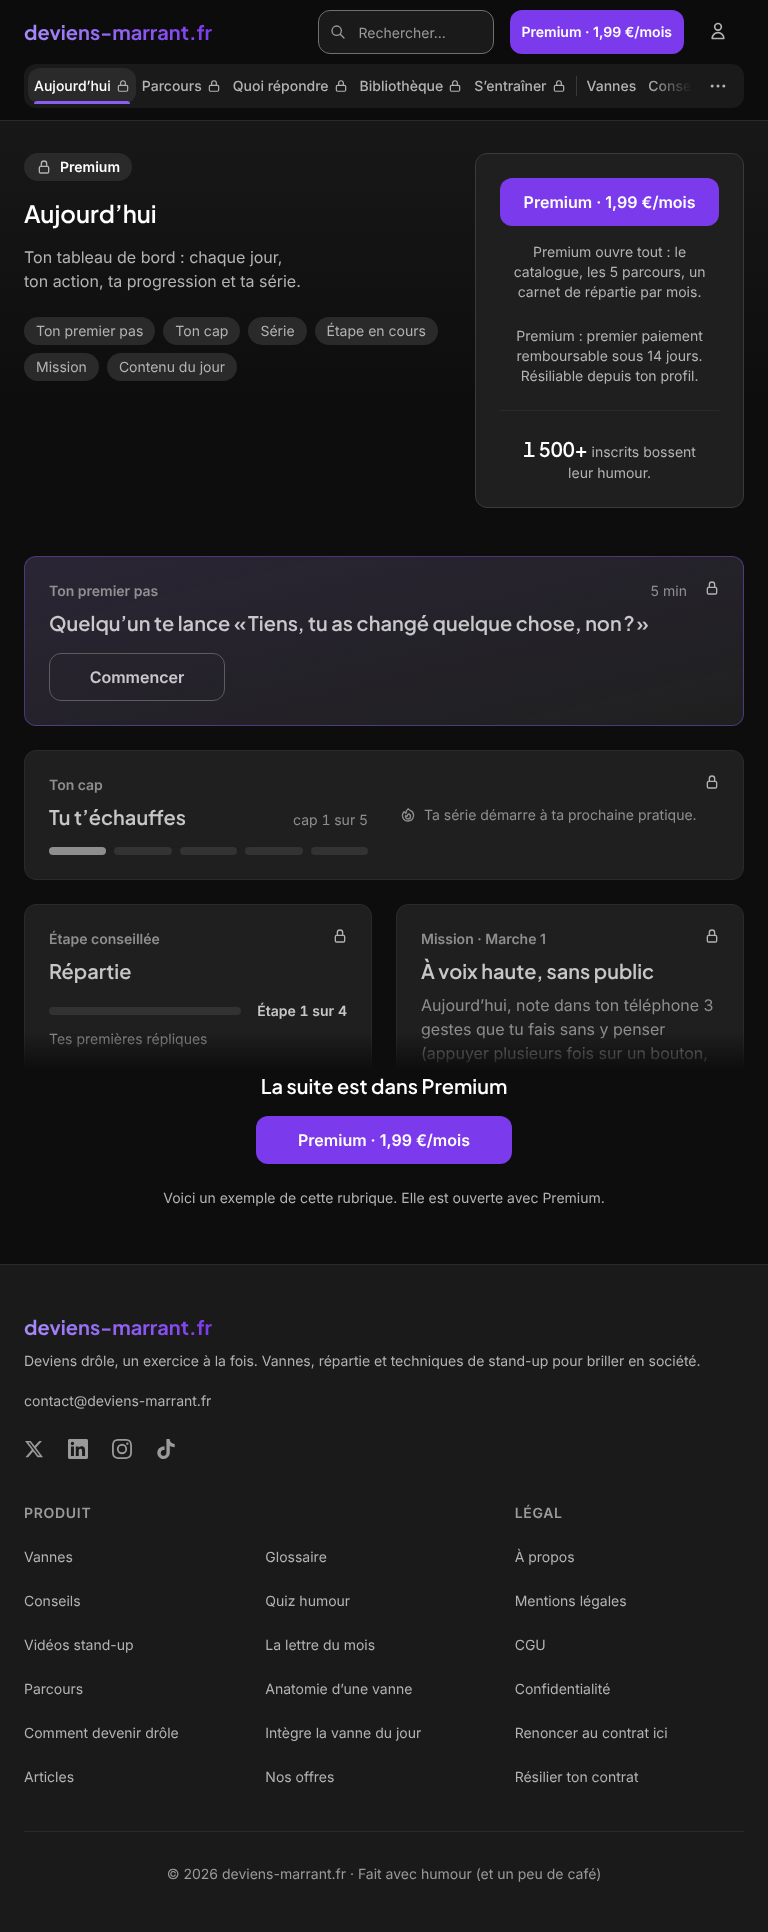 deviens-marrant.fr
Rechercher...
Premium · 1,99 €/mois
Aujourd’hui
Parcours
Quoi répondre
Bibliothèque
S’entraîner
Vannes
Premium
Aujourd’hui
Ton tableau de bord : chaque jour,
ton action, ta progression et ta série.
Ton premier pas
Ton cap
Série
Étape en cours
Mission
Contenu du jour
Premium · 1,99 €/mois
Premium ouvre tout : le
catalogue, les 5 parcours, un
carnet de répartie par mois.
Premium : premier paiement
remboursable sous 14 jours.
Résiliable depuis ton profil.
1 500+ inscrits bossent
leur humour.
Ton premier pas
5 min
Quelqu’un te lance « Tiens, tu as changé quelque chose, non ? »
Commencer
Ton cap
Tu t’échauffes
cap 1 sur 5
Ta série démarre à ta prochaine pratique.
Étape conseillée
Répartie
Étape 1 sur 4
Tes premières répliques
Mission · Marche 1
À voix haute, sans public
Aujourd’hui, note dans ton téléphone 3
gestes que tu fais sans y penser
(appuyer plusieurs fois sur un bouton,
La suite est dans Premium
Premium · 1,99 €/mois
Voici un exemple de cette rubrique. Elle est ouverte avec Premium.
deviens-marrant.fr
Deviens drôle, un exercice à la fois. Vannes, répartie et techniques de stand-up pour briller en société.
contact@deviens-marrant.fr
PRODUIT
Vannes
Conseils
Vidéos stand-up
Parcours
Comment devenir drôle
Articles
Glossaire
Quiz humour
La lettre du mois
Anatomie d’une vanne
Intègre la vanne du jour
Nos offres
LÉGAL
À propos
Mentions légales
CGU
Confidentialité
Renoncer au contrat ici
Résilier ton contrat
© 2026 deviens-marrant.fr · Fait avec humour (et un peu de café)